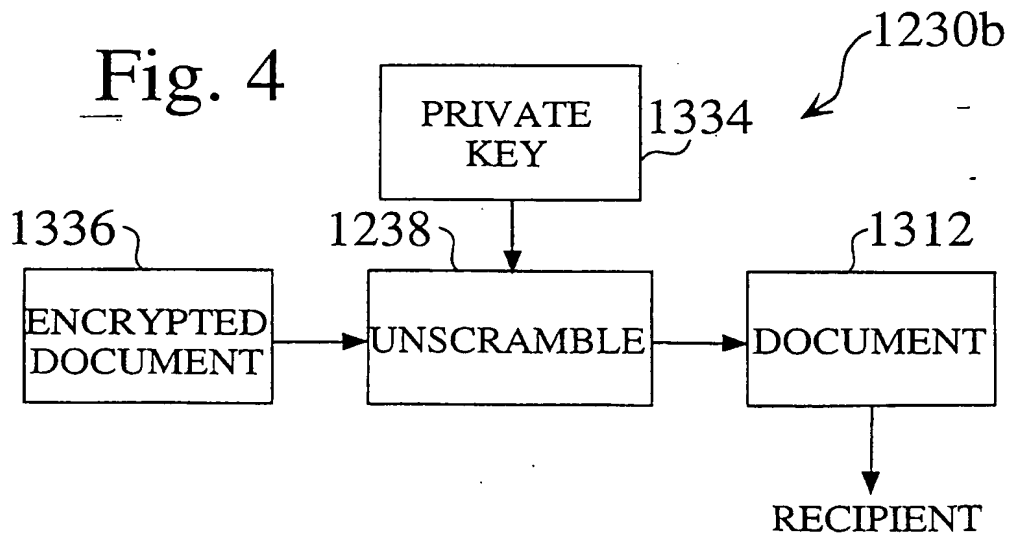 Fig. 4
1230b
PRIVATE
KEY
1334
1336
1238
1312
ENCRYPTED
DOCUMENT
UNSCRAMBLE
DOCUMENT
RECIPIENT